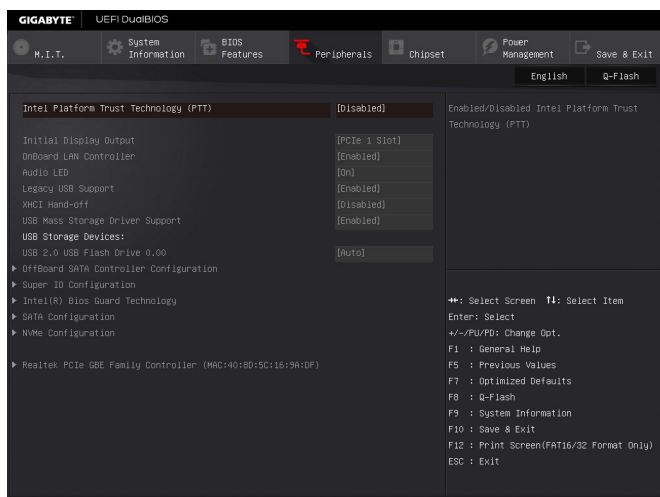 GIGABYTE™ UEFI DualBIOS
M.I.T.
System Information
BIOS Features
Peripherals
Chipset
Power Management
Save & Exit
English Q-Flash
Intel Platform Trust Technology (PTT) [Disabled]
Enabled/Disabled Intel Platform Trust
Technology (PTT)
Initial Display Output [PCIe 1 Slot]
OnBoard LAN Controller [Enabled]
Audio LED [On]
Legacy USB Support [Enabled]
XHCI Hand-off [Disabled]
USB Mass Storage Driver Support [Enabled]
USB Storage Devices:
USB 2.0 USB Flash Drive 0.00 [Auto]
OffBoard SATA Controller Configuration
Super IO Configuration
Intel(R) Bios Guard Technology
SATA Configuration
NVMe Configuration
Realtek PCIe GBE Family Controller (MAC:40:8D:5C:16:9A:DF)
→←: Select Screen ↑↓: Select Item
Enter: Select
+/-/PU/PD: Change Opt.
F1 : General Help
F5 : Previous Values
F7 : Optimized Defaults
F8 : Q-Flash
F9 : System Information
F10 : Save & Exit
F12 : Print Screen(FAT16/32 Format Only)
ESC : Exit